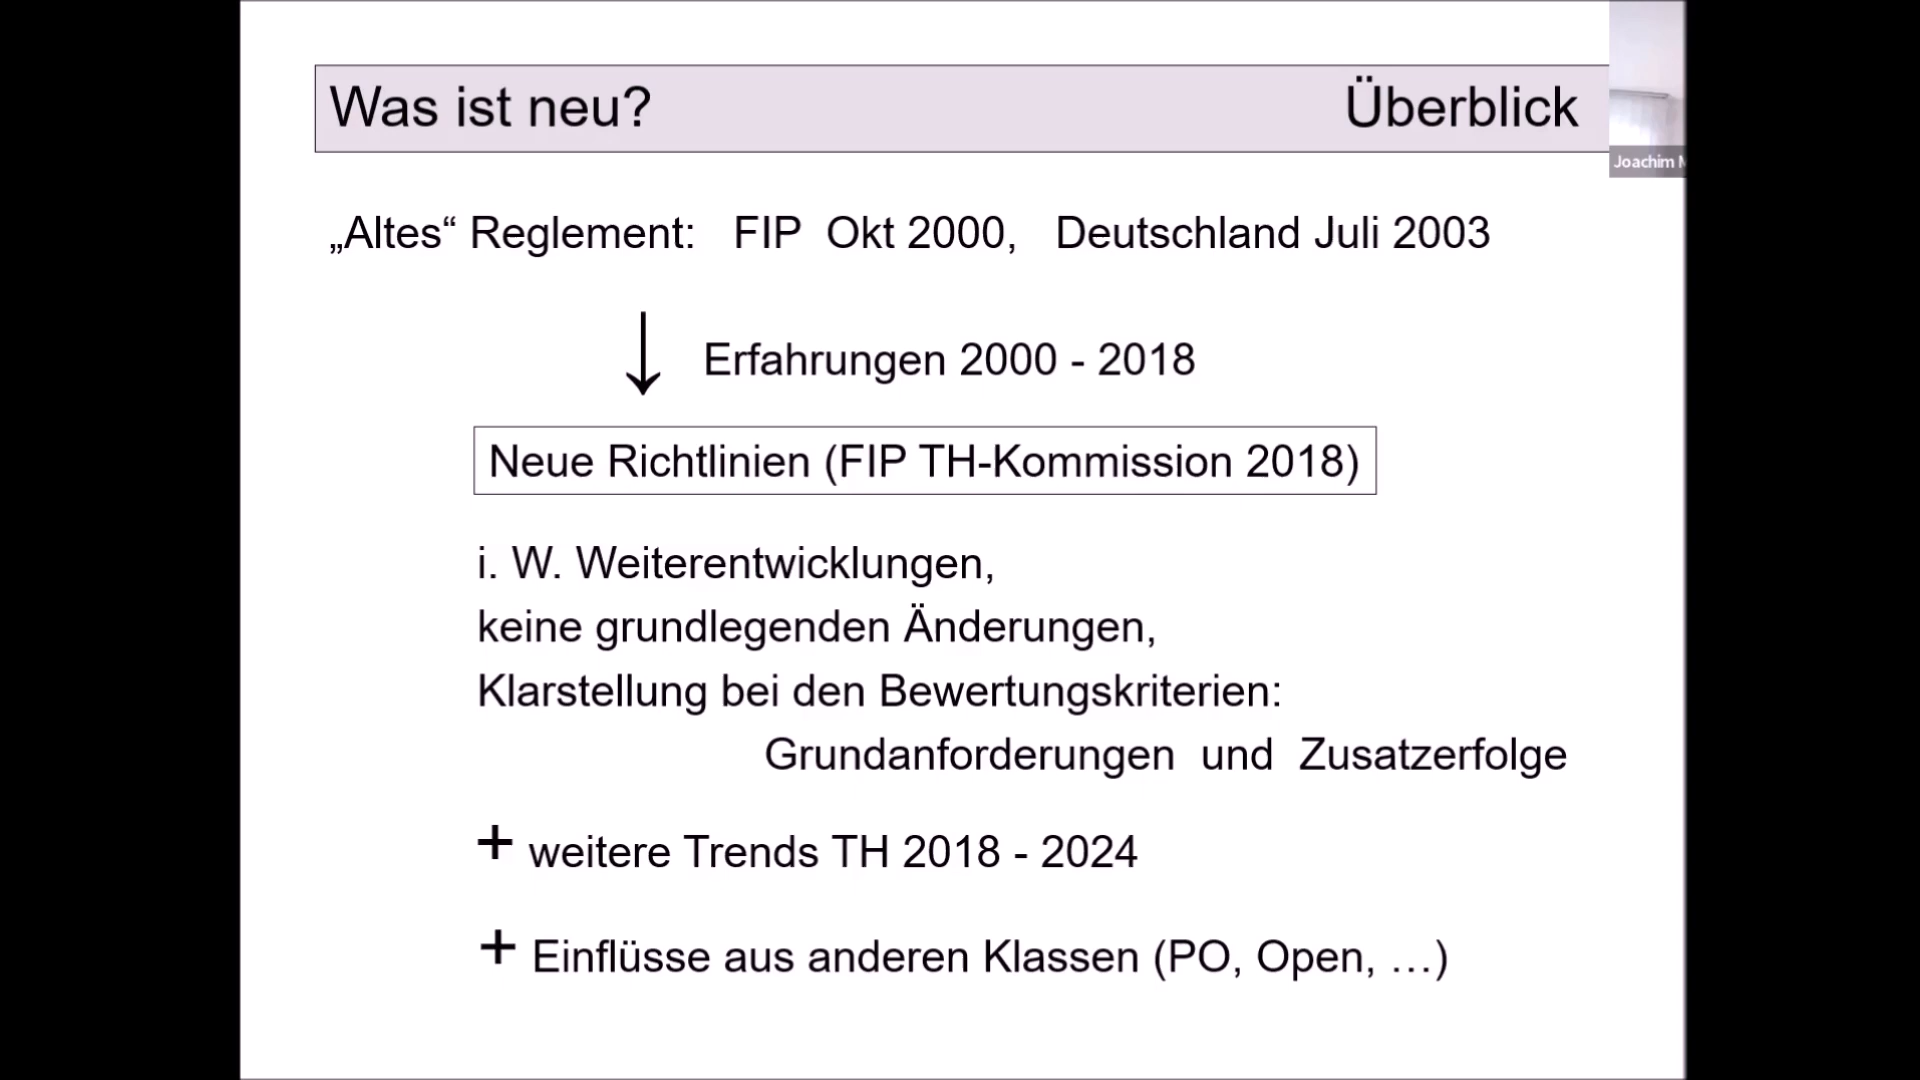 Was ist neu? Überblick
Joachim M
„Altes“ Reglement: FIP Okt 2000, Deutschland Juli 2003
↓ Erfahrungen 2000 - 2018
Neue Richtlinien (FIP TH-Kommission 2018)
i. W. Weiterentwicklungen,
keine grundlegenden Änderungen,
Klarstellung bei den Bewertungskriterien:
Grundanforderungen und Zusatzerfolge
+ weitere Trends TH 2018 - 2024
+ Einflüsse aus anderen Klassen (PO, Open, …)